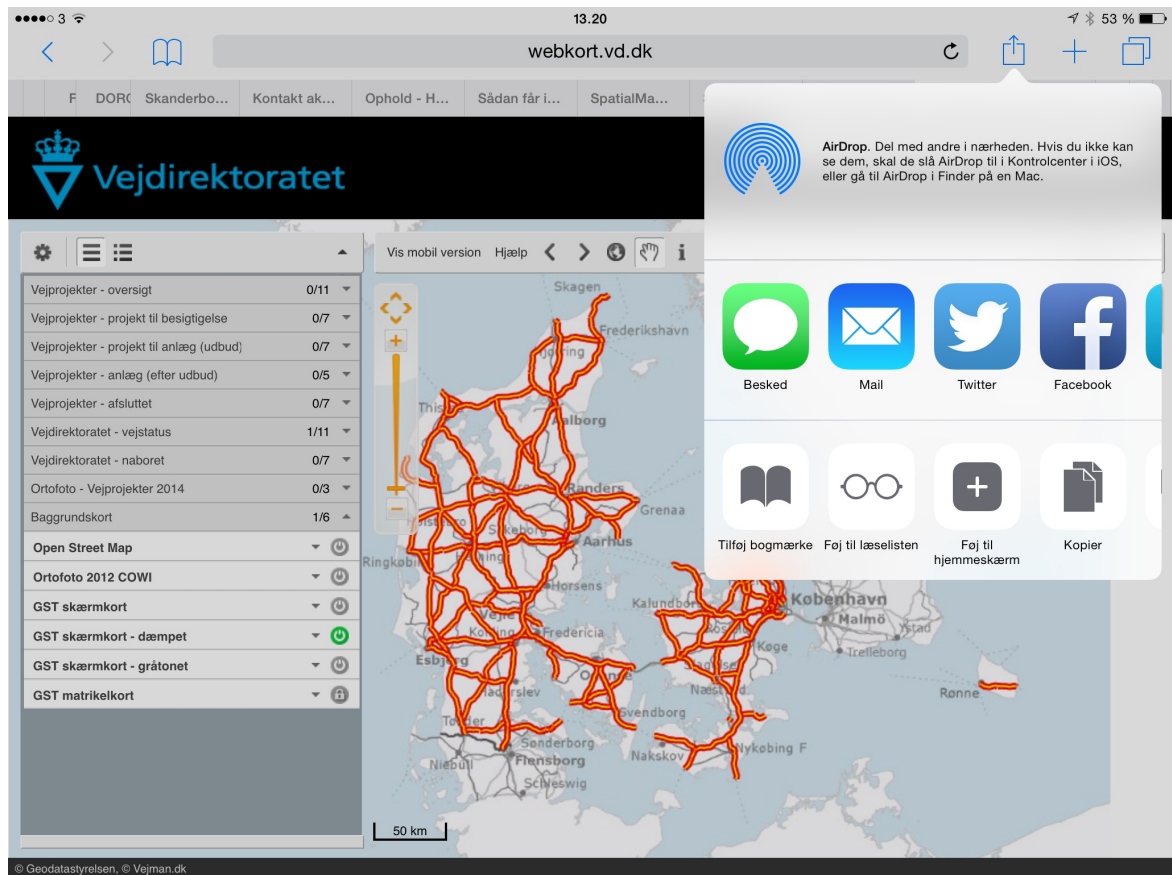 3
13.20
53 %
webkort.vd.dk
F
DOR
Skanderbo...
Kontakt ak...
Ophold - H...
Sådan får i...
SpatialMa...
Vejdirektoratet
AirDrop. Del med andre i nærheden. Hvis du ikke kan
se dem, skal de slå AirDrop til i Kontrolcenter i iOS,
eller gå til AirDrop i Finder på en Mac.
Besked
Mail
Twitter
Facebook
Tilføj bogmærke
Føj til læselisten
Føj til
hjemmeskærm
Kopier
Vis mobil version
Hjælp
Vejprojekter - oversigt 0/11
Vejprojekter - projekt til besigtigelse 0/7
Vejprojekter - projekt til anlæg (udbud) 0/7
Vejprojekter - anlæg (efter udbud) 0/5
Vejprojekter - afsluttet 0/7
Vejdirektoratet - vejstatus 1/11
Vejdirektoratet - naboret 0/7
Ortofoto - Vejprojekter 2014 0/3
Baggrundskort 1/6
Open Street Map
Ortofoto 2012 COWI
GST skærmkort
GST skærmkort - dæmpet
GST skærmkort - gråtonet
GST matrikelkort
Skagen
Frederikshavn
Aalborg
Randers
Grenaa
Silkeborg
Aarhus
Horsens
Vejle
Kolding
Fredericia
Esbjerg
Haderslev
Odense
Svendborg
Tønder
Sønderborg
Flensborg
Niebüll
Schleswig
Kalundborg
København
Malmö
Ystad
Trelleborg
Køge
Næstved
Rønne
Nykøbing F
Nakskov
50 km
© Geodatastyrelsen, © Vejman.dk